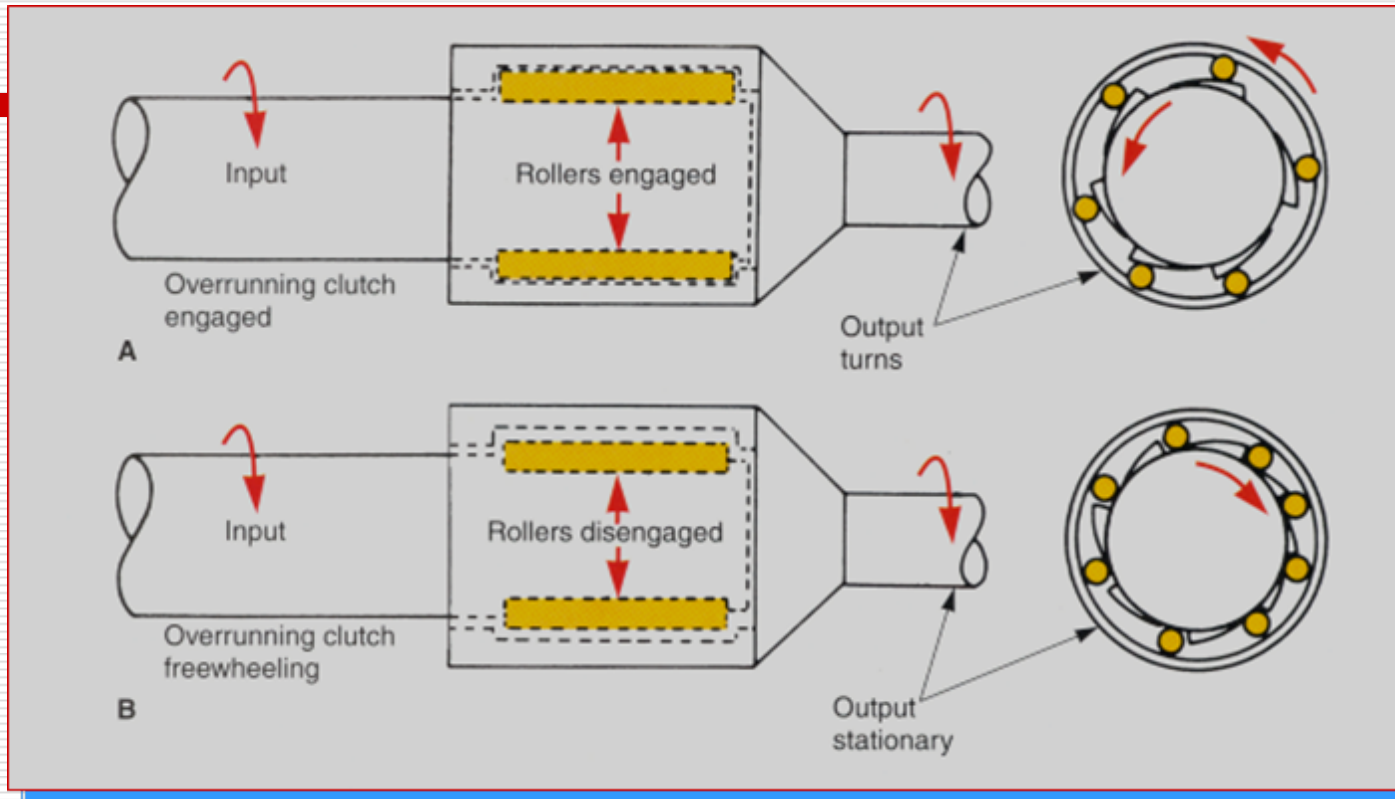 Input
Rollers engaged
Overrunning clutch
engaged
A
Output
turns
Input
Rollers disengaged
Overrunning clutch
freewheeling
B
Output
stationary